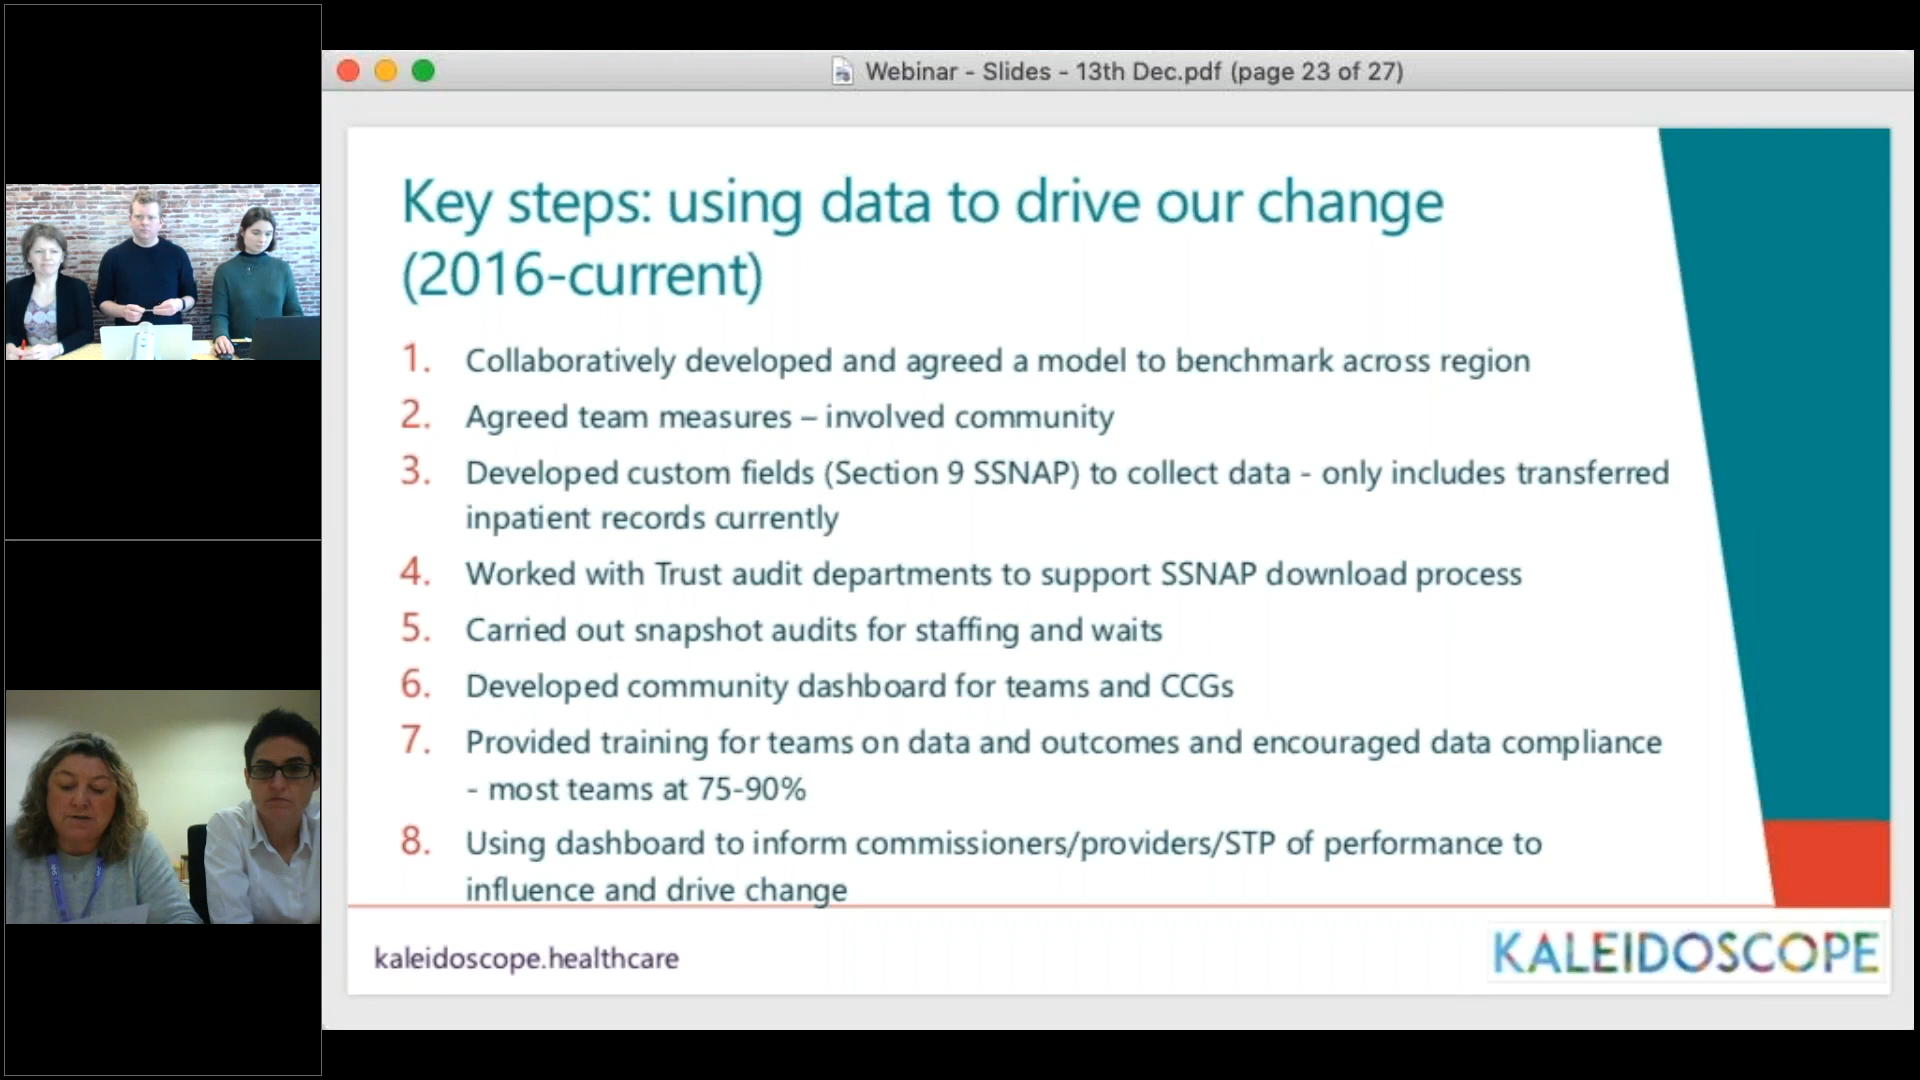 Webinar - Slides - 13th Dec.pdf (page 23 of 27)
Key steps: using data to drive our change
(2016-current)
1. Collaboratively developed and agreed a model to benchmark across region
2. Agreed team measures – involved community
3. Developed custom fields (Section 9 SSNAP) to collect data - only includes transferred
inpatient records currently
4. Worked with Trust audit departments to support SSNAP download process
5. Carried out snapshot audits for staffing and waits
6. Developed community dashboard for teams and CCGs
7. Provided training for teams on data and outcomes and encouraged data compliance
- most teams at 75-90%
8. Using dashboard to inform commissioners/providers/STP of performance to
influence and drive change
kaleidoscope.healthcare
KALEIDOSCOPE